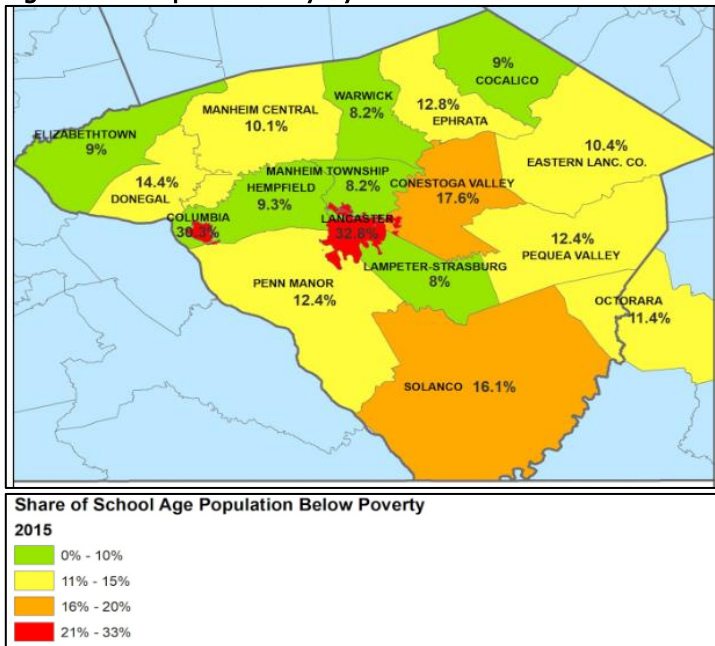 9%
COCALICO
WARWICK
8.2%
12.8%
EPHRATA
MANHEIM CENTRAL
10.1%
ELIZABETHTOWN
9%
10.4%
EASTERN LANC. CO.
14.4%
DONEGAL
MANHEIM TOWNSHIP
8.2%
HEMPFIELD
9.3%
CONESTOGA VALLEY
17.6%
COLUMBIA
30.3%
LANCASTER
32.8%
12.4%
PEQUEA VALLEY
LAMPETER-STRASBURG
8%
PENN MANOR
12.4%
OCTORARA
11.4%
SOLANCO 16.1%
Share of School Age Population Below Poverty
2015
0% - 10%
11% - 15%
16% - 20%
21% - 33%